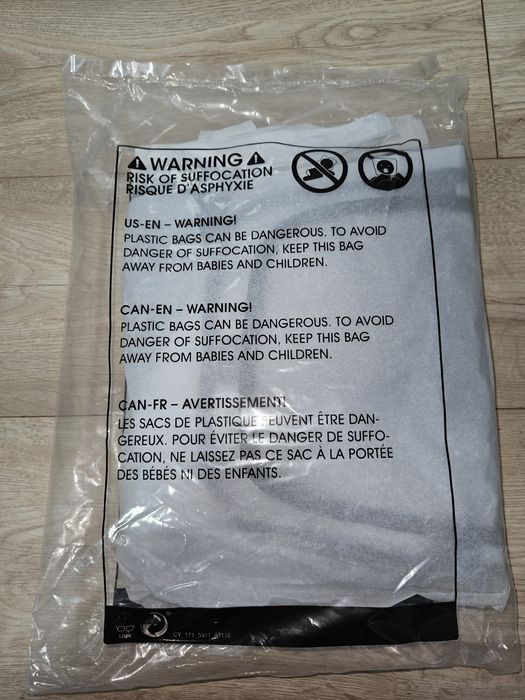 WARNING
RISK OF SUFFOCATION
RISQUE D'ASPHYXIE
US-EN – WARNING!
PLASTIC BAGS CAN BE DANGEROUS. TO AVOID
DANGER OF SUFFOCATION, KEEP THIS BAG
AWAY FROM BABIES AND CHILDREN.
CAN-EN – WARNING!
PLASTIC BAGS CAN BE DANGEROUS. TO AVOID
DANGER OF SUFFOCATION, KEEP THIS BAG
AWAY FROM BABIES AND CHILDREN.
CAN-FR – AVERTISSEMENT!
LES SACS DE PLASTIQUE PEUVENT ÊTRE DAN-
GEREUX. POUR ÉVITER LE DANGER DE SUFFO-
CATION, NE LAISSEZ PAS CE SAC À LA PORTÉE
DES BÉBÉS NI DES ENFANTS.
LDPE